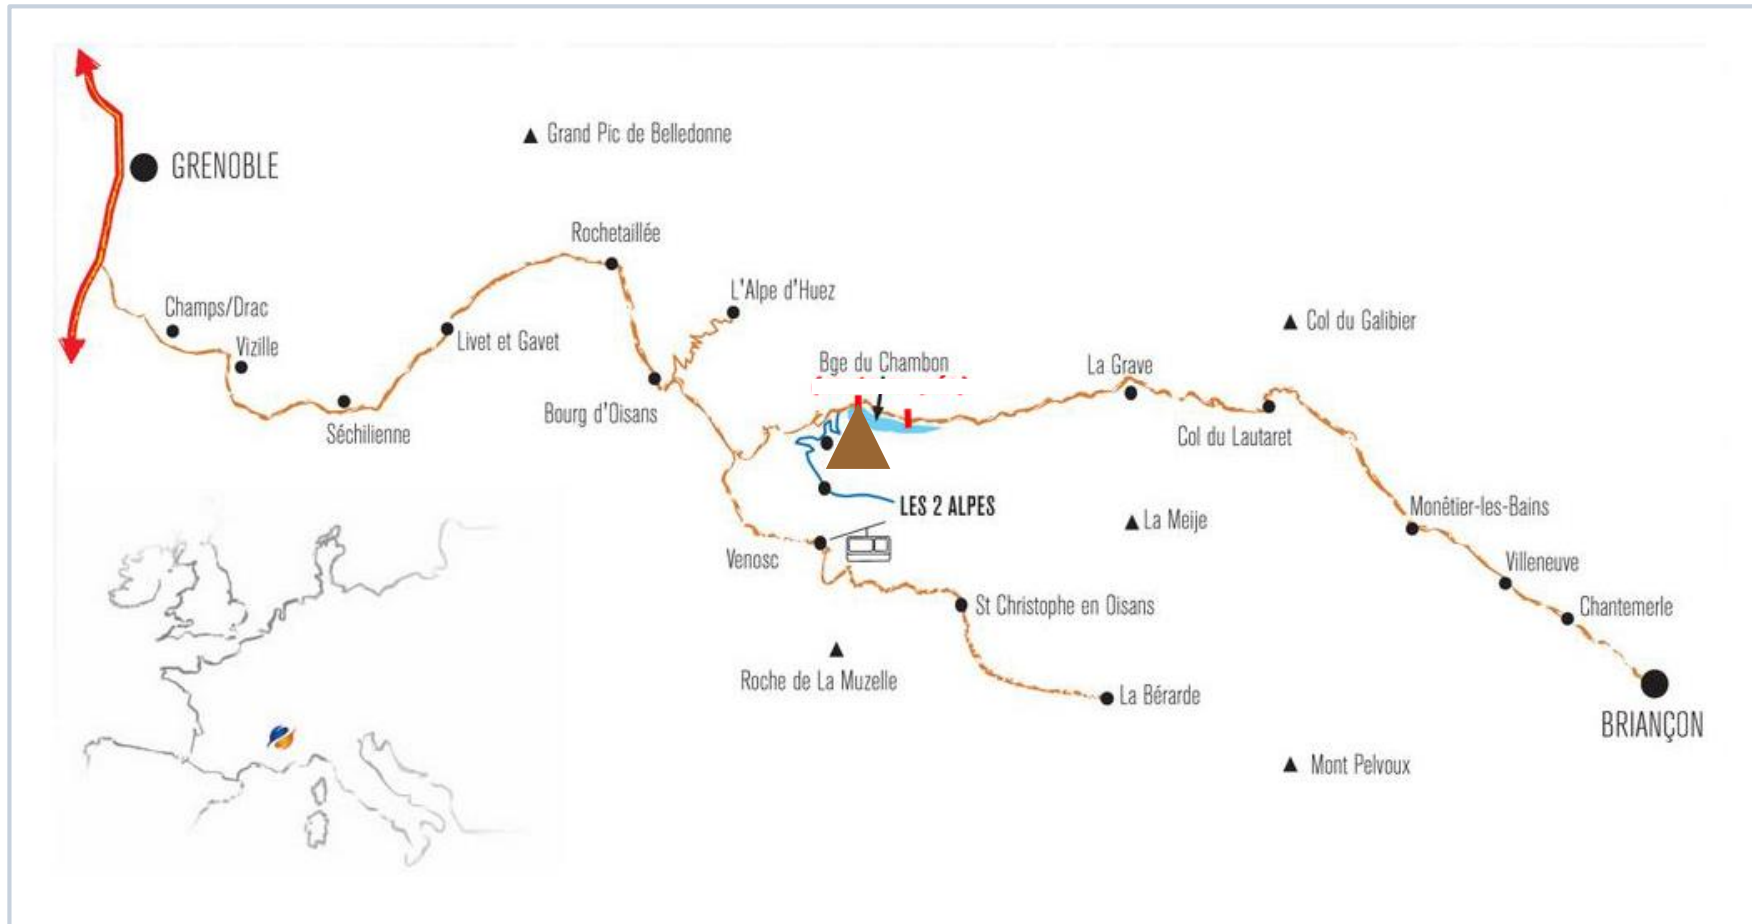 Grand Pic de Belledonne
GRENOBLE
Rochetaillée
L'Alpe d'Huez
Champs/Drac
Vizille
Livet et Gavet
Col du Galibier
Bge du Chambon
La Grave
Bourg d'Oisans
Séchilienne
Col du Lautaret
LES 2 ALPES
La Meije
Monêtier-les-Bains
Venosc
Villeneuve
St Christophe en Oisans
Chantemerle
Roche de La Muzelle
La Bérarde
BRIANÇON
Mont Pelvoux